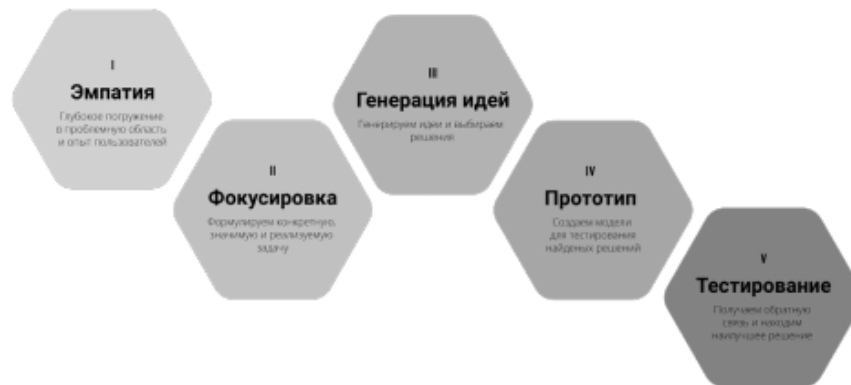 I
Эмпатия
Глубокое погружение
в проблемную область
и опыт пользователей
II
Фокусировка
Формулируем конкретную,
значимую и реализуемую
задачу
III
Генерация идей
Генерируем идеи и выбираем
решения
IV
Прототип
Создаем модели
для тестирования
найденых решений
V
Тестирование
Получаем обратную
связь и находим
наилучшее решение